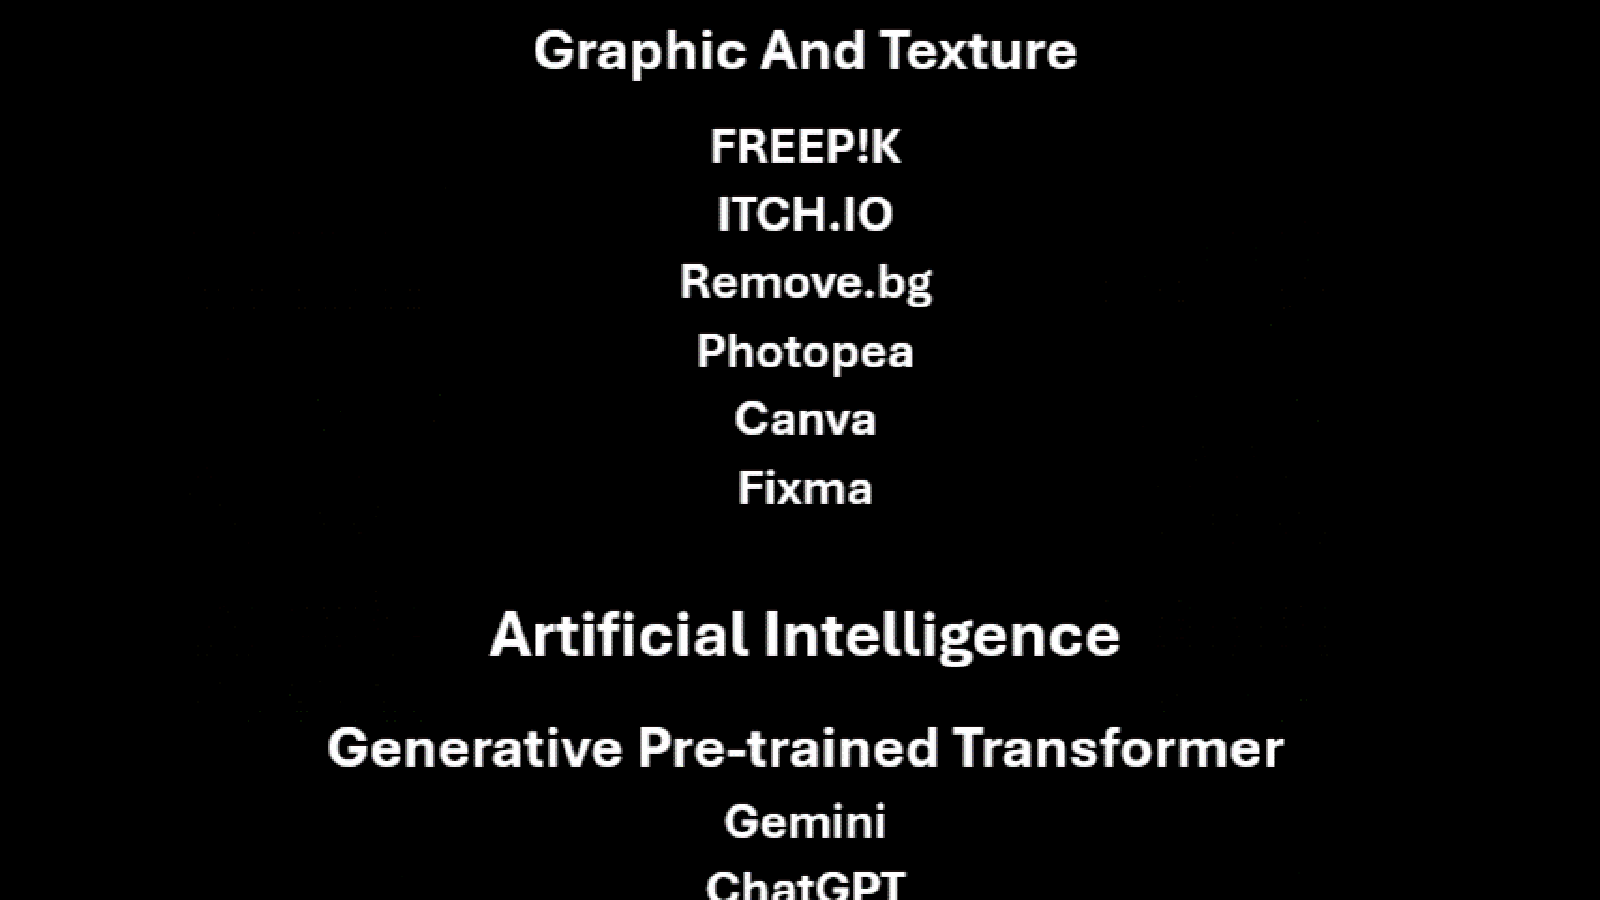 Graphic And Texture
FREEP!K
ITCH.IO
Remove.bg
Photopea
Canva
Fixma
Artificial Intelligence
Generative Pre-trained Transformer
Gemini
ChatGPT